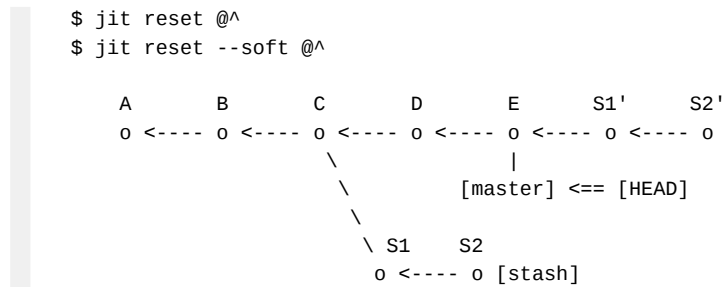 $ jit reset @^
$ jit reset --soft @^
A B C D E S1' S2'
o <---- o <---- o <---- o <---- o <---- o <---- o
\ |
\ [master] <== [HEAD]
\
\ S1 S2
o <---- o [stash]